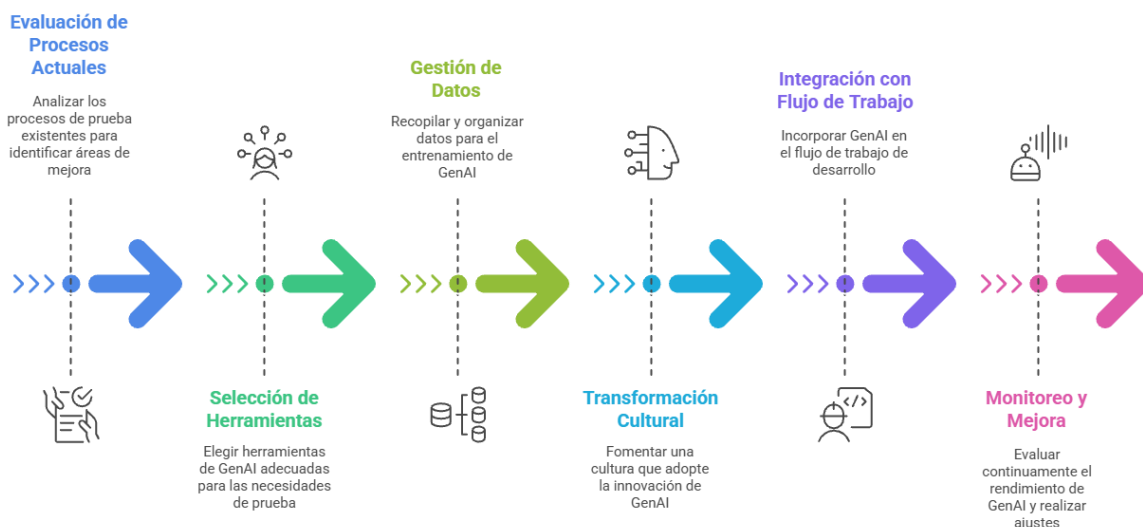 Evaluación de
Procesos
Actuales
Analizar los
procesos de prueba
existentes para
identificar áreas de
mejora
Selección de
Herramientas
Elegir herramientas
de GenAI adecuadas
para las necesidades
de prueba
Gestión de
Datos
Recopilar y organizar
datos para el
entrenamiento de
GenAI
Transformación
Cultural
Fomentar una
cultura que adopte
la innovación de
GenAI
Integración con
Flujo de Trabajo
Incorporar GenAI en
el flujo de trabajo de
desarrollo
</>
Monitoreo y
Mejora
Evaluar
continuamente el
rendimiento de
GenAI y realizar
ajustes